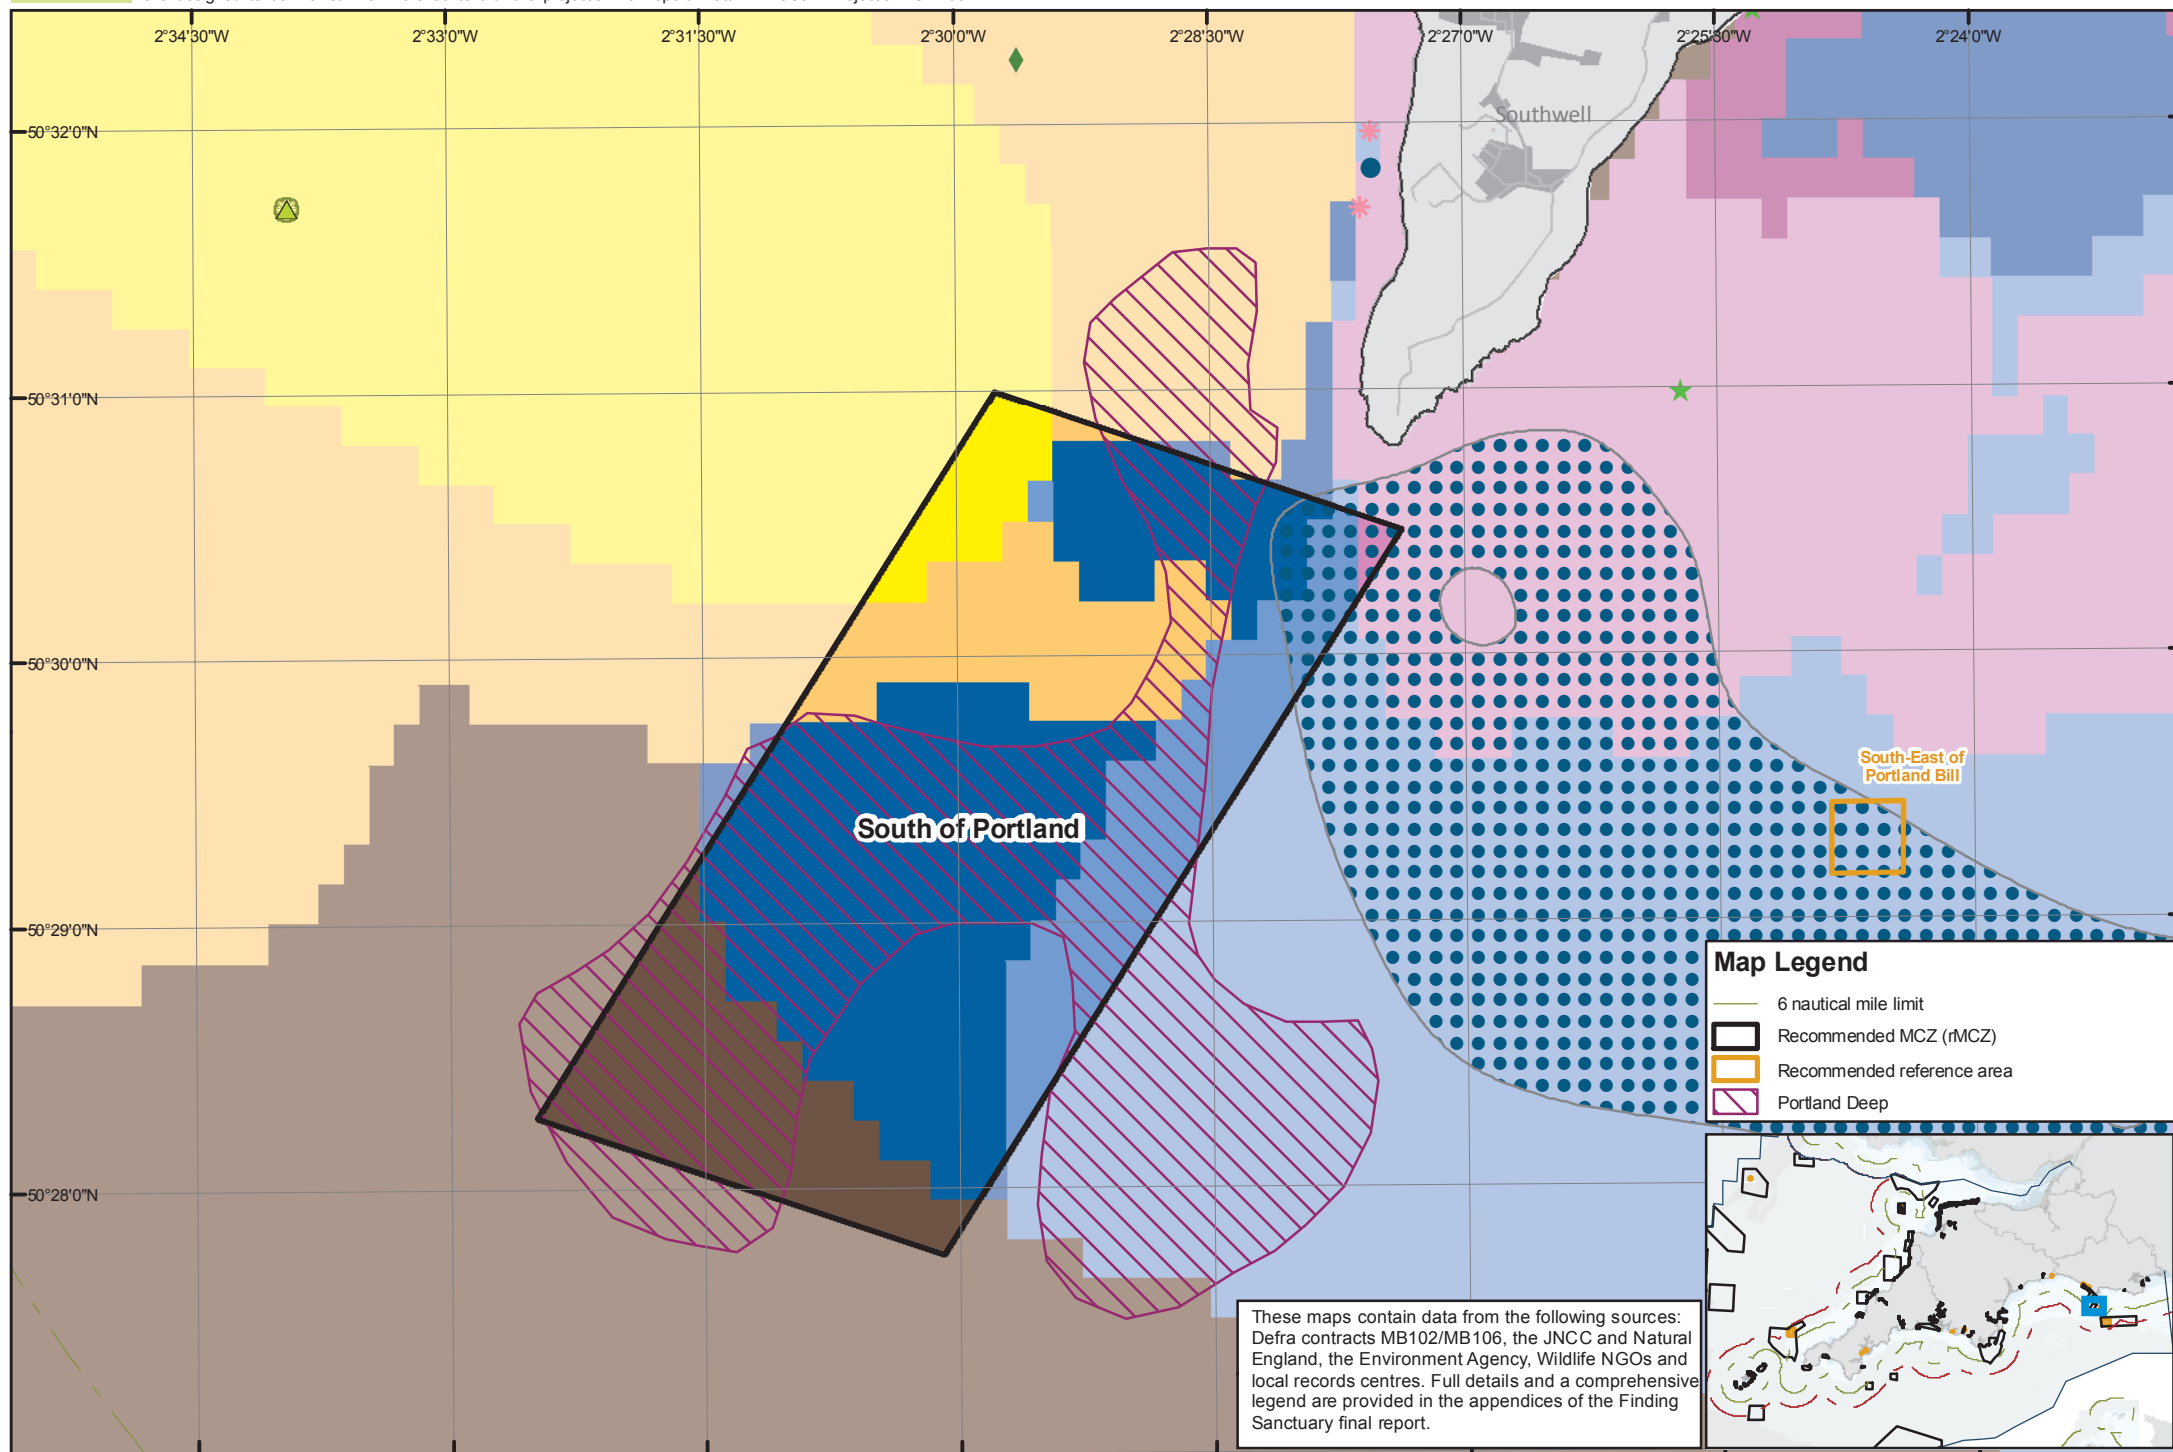 2°34'30"W
2°33'0"W
2°31'30"W
2°30'0"W
2°28'30"W
2°27'0"W
2°25'30"W
2°24'0"W
50°32'0"N
Southwell
50°31'0"N
50°30'0"N
South-East of
Portland Bill
South of Portland
50°29'0"N
50°28'0"N
Map Legend
6 nautical mile limit
Recommended MCZ (rMCZ)
Recommended reference area
Portland Deep
These maps contain data from the following sources:
Defra contracts MB102/MB106, the JNCC and Natural
England, the Environment Agency, Wildlife NGOs and
local records centres. Full details and a comprehensive
legend are provided in the appendices of the Finding
Sanctuary final report.